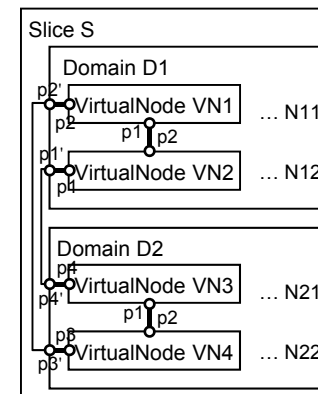 Slice S
Domain D1
p2'
VirtualNode VN1
… N11
p2
p1 p2
p1'
VirtualNode VN2
… N12
p1
Domain D2
p4
VirtualNode VN3
… N21
p4'
p1 p2
p3
VirtualNode VN4
… N22
p3'